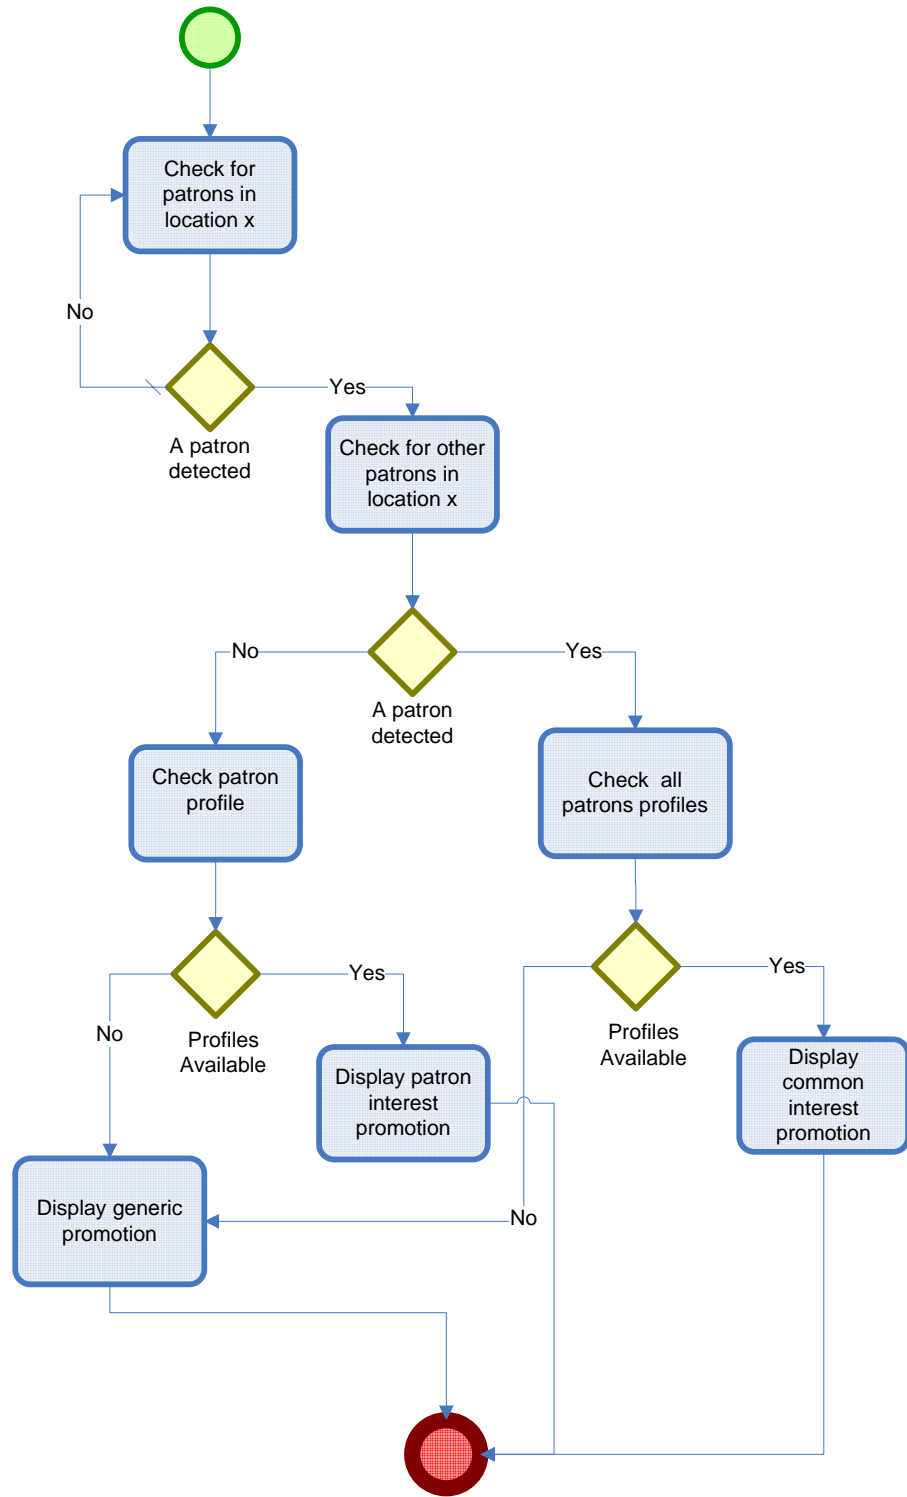 Check for
patrons in
location x
No
Yes
A patron
detected
Check for other
patrons in
location x
No
Yes
A patron
detected
Check patron
profile
Check  all
patrons profiles
Yes
Yes
No
Profiles
Available
Profiles
Available
Display patron
interest
promotion
Display
common
interest
promotion
Display generic
promotion
No